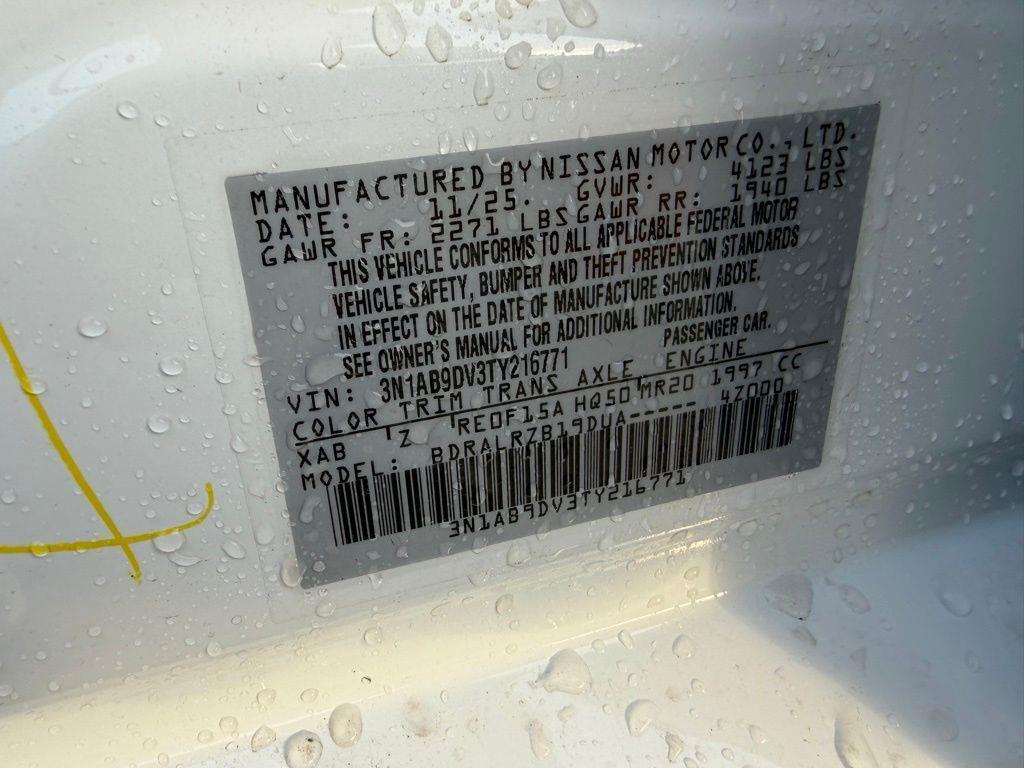 MANUFACTURED BY NISSAN MOTOR CO., LTD.
DATE: 11/25. GVWR: 4123 LBS
GAWR FR: 2271 LBS GAWR RR: 1940 LBS
THIS VEHICLE CONFORMS TO ALL APPLICABLE FEDERAL MOTOR
VEHICLE SAFETY, BUMPER AND THEFT PREVENTION STANDARDS
IN EFFECT ON THE DATE OF MANUFACTURE SHOWN ABOVE.
SEE OWNER'S MANUAL FOR ADDITIONAL INFORMATION.
VIN: 3N1AB9DV3TY216771 PASSENGER CAR.
COLOR TRIM TRANS AXLE ENGINE
XAB Z RE0F15A HQ50 MR20 1997 CC
MODEL: BDRALRZB19DUA----- 4Z000
3N1AB9DV3TY216771